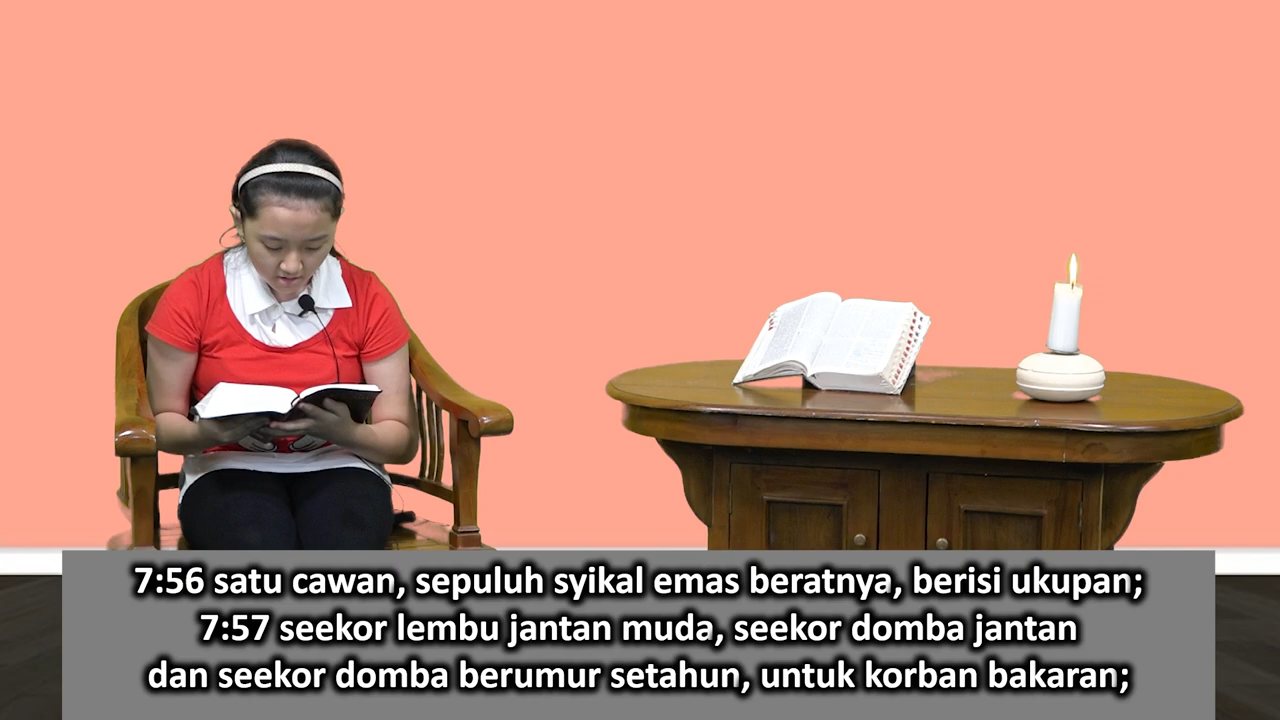 7:56 satu cawan, sepuluh syikal emas beratnya, berisi ukupan;
7:57 seekor lembu jantan muda, seekor domba jantan
dan seekor domba berumur setahun, untuk korban bakaran;